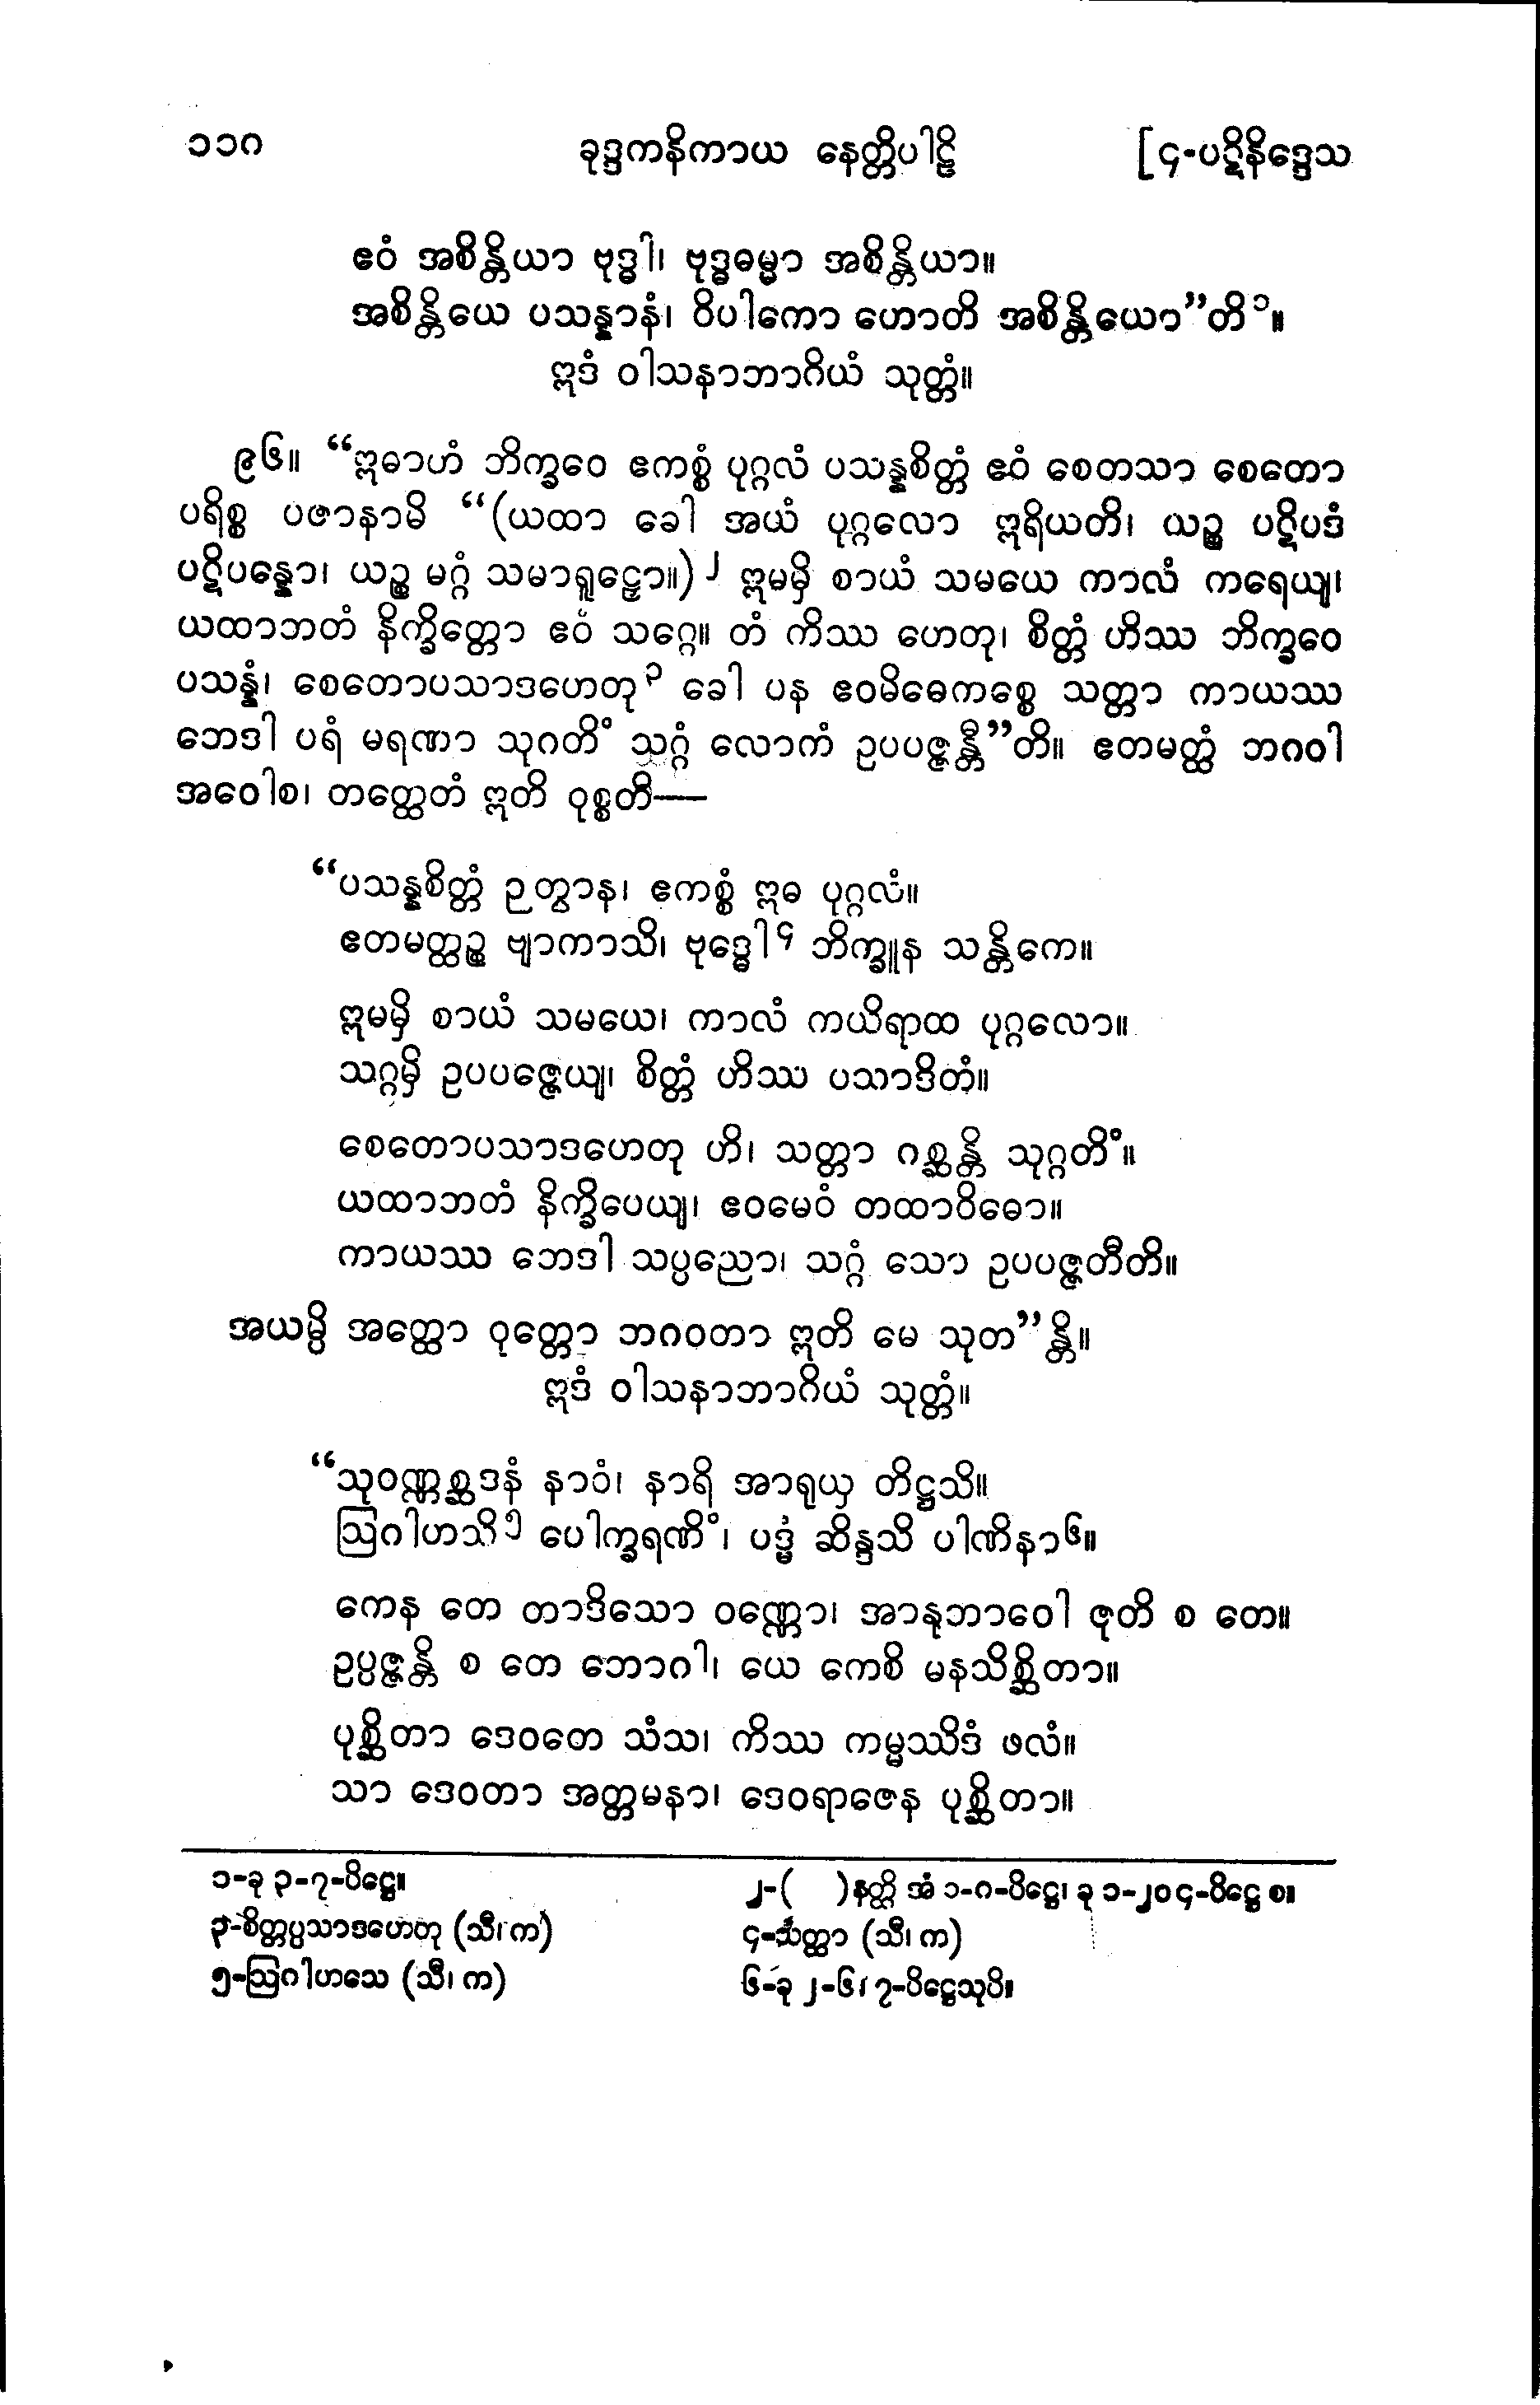 ၁၁၈ ခုဒ္ဒကနိကာယ နေတ္တိပါဠိ [၄-ပဋိနိဒ္ဒေသ
ဧဝံ အစိန္တိယာ ဗုဒ္ဓါ၊ ဗုဒ္ဓဓမ္မာ အစိန္တိယာ။
အစိန္တိယေ ပသန္နာနံ၊ ဝိပါကော ဟောတိ အစိန္တိယော”တိ၁။
ဣဒံ ဝါသနာဘာဂိယံ သုတ္တံ။
၉၆။ “ဣဓာဟံ ဘိက္ခဝေ ဧကစ္စံ ပုဂ္ဂလံ ပသန္နစိတ္တံ ဧဝံ စေတသာ စေတော
ပရိစ္စ ပဇာနာမိ “(ယထာ ခေါ အယံ ပုဂ္ဂလော ဣရိယတိ၊ ယဉ္စ ပဋိပဒံ
ပဋိပန္နော၊ ယဉ္စ မဂ္ဂံ သမာရူဠှော။)၂ ဣမမှိ စာယံ သမယေ ကာလံ ကရေယျ၊
ယထာဘတံ နိက္ခိတ္တော ဧဝံ သဂ္ဂေ။ တံ ကိဿ ဟေတု၊ စိတ္တံ ဟိဿ ဘိက္ခဝေ
ပသန္နံ၊ စေတောပသာဒဟေတု၃ ခေါ ပန ဧဝမိဓေကစ္စေ သတ္တာ ကာယဿ
ဘေဒါ ပရံ မရဏာ သုဂတိံ သဂ္ဂံ လောကံ ဥပပဇ္ဇန္တီ”တိ။ ဧတမတ္ထံ ဘဂဝါ
အဝေါစ၊ တတ္ထေတံ ဣတိ ဝုစ္စတိ—
“ပသန္နစိတ္တံ ဉတွာန၊ ဧကစ္စံ ဣဓ ပုဂ္ဂလံ။
ဧတမတ္ထဉ္စ ဗျာကာသိ၊ ဗုဒ္ဓေါ၄ ဘိက္ခူန သန္တိကေ။
ဣမမှိ စာယံ သမယေ၊ ကာလံ ကယိရာထ ပုဂ္ဂလော။
သဂ္ဂမှိ ဥပပဇ္ဇေယျ၊ စိတ္တံ ဟိဿ ပသာဒိတံ။
စေတောပသာဒဟေတု ဟိ၊ သတ္တာ ဂစ္ဆန္တိ သုဂ္ဂတိံ။
ယထာဘတံ နိက္ခိပေယျ၊ ဧဝမေဝံ တထာဝိဓော။
ကာယဿ ဘေဒါ သပ္ပညော၊ သဂ္ဂံ သော ဥပပဇ္ဇတီတိ။
အယမ္ပိ အတ္ထော ဝုတ္တော ဘဂဝတာ ဣတိ မေ သုတ”န္တိ။
ဣဒံ ဝါသနာဘာဂိယံ သုတ္တံ။
“သုဝဏ္ဏစ္ဆဒနံ နာဝံ၊ နာရိ အာရုယှ တိဋ္ဌသိ။
ဩဂါဟသိ၅ ပေါက္ခရဏိံ၊ ပဒ္မံ ဆိန္ဒသိ ပါဏိနာ၆။
ကေန တေ တာဒိသော ဝဏ္ဏော၊ အာနုဘာဝေါ ဇုတိ စ တေ။
ဥပ္ပဇ္ဇန္တိ စ တေ ဘောဂါ၊ ယေ ကေစိ မနသိစ္ဆိတာ။
ပုစ္ဆိတာ ဒေဝတေ သံသ၊ ကိဿ ကမ္မဿိဒံ ဖလံ။
သာ ဒေဝတာ အတ္တမနာ၊ ဒေဝရာဇေန ပုစ္ဆိတာ။
၁-ခု ၃-၇-ပိဋ္ဌေ။ ၂-( )နတ္ထိ အံ ၁-၈-ပိဋ္ဌေ၊ ခု ၁-၂၀၄-ပိဋ္ဌေ စ။
၃-စိတ္တပ္ပသာဒဟေတု (သီ၊ က) ၄-သတ္ထာ (သီ၊ က)
၅-ဩဂါဟသေ (သီ၊ က) ၆-ခု ၂-၆၊ ၇-ပိဋ္ဌေသုပိ။